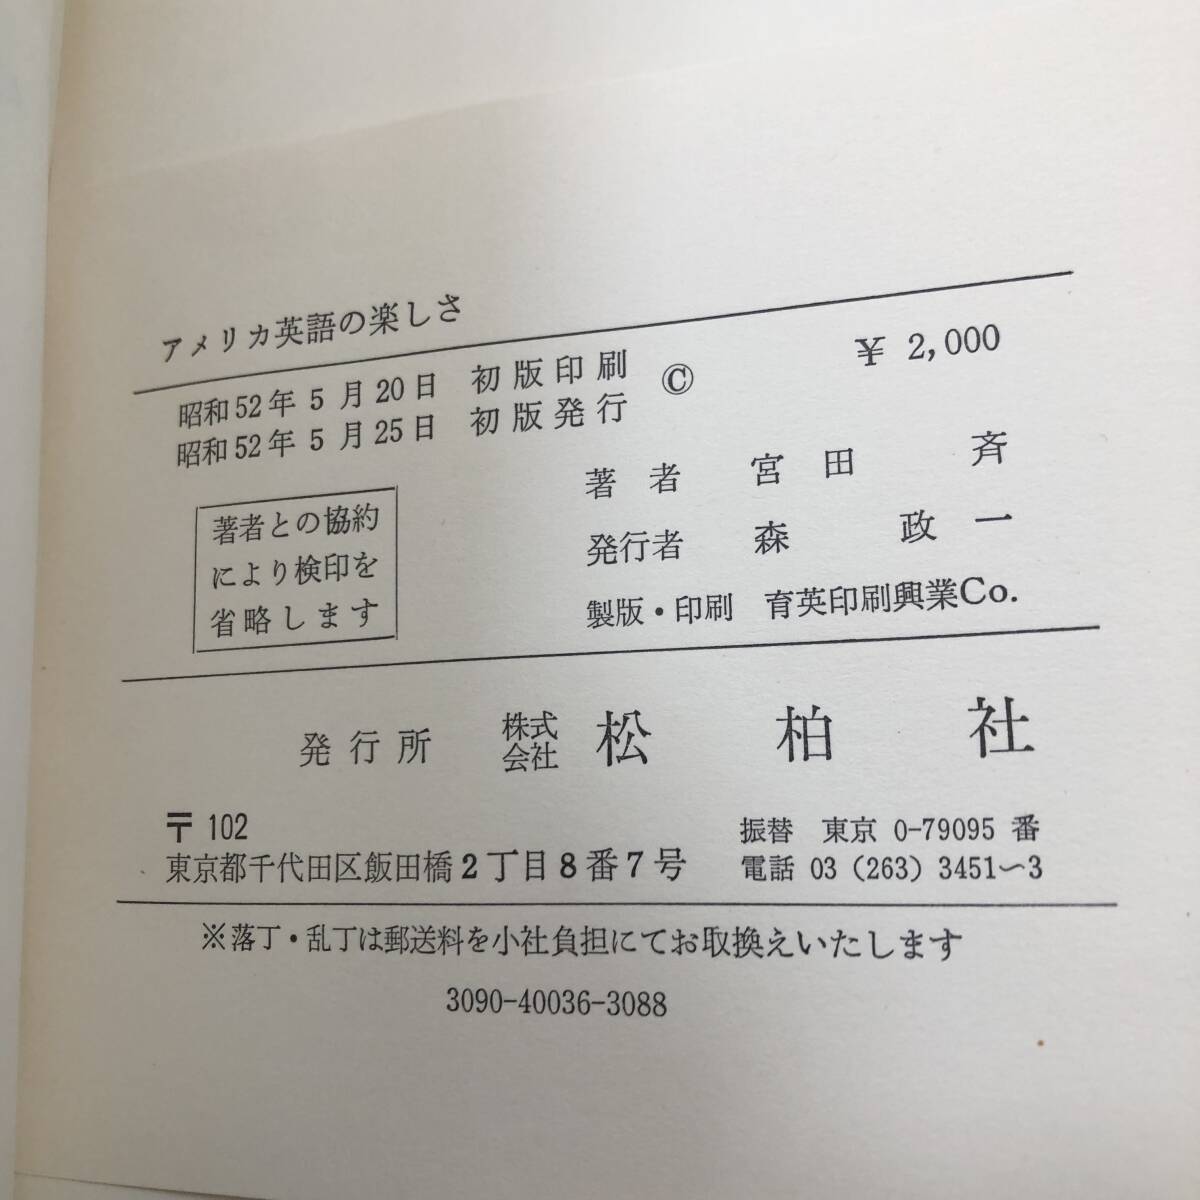 アメリカ英語の楽しさ
昭和52年5月20日 初版印刷
昭和52年5月25日 初版発行
©
¥ 2,000
著者との協約
により検印を
省略します
著者 宮田 斉
発行者 森 政一
製版・印刷 育英印刷興業Co.
発行所 株式会社 松柏社
〒102
東京都千代田区飯田橋2丁目8番7号
振替 東京 0-79095 番
電話 03 (263) 3451〜3
※落丁・乱丁は郵送料を小社負担にてお取換えいたします
3090-40036-3088